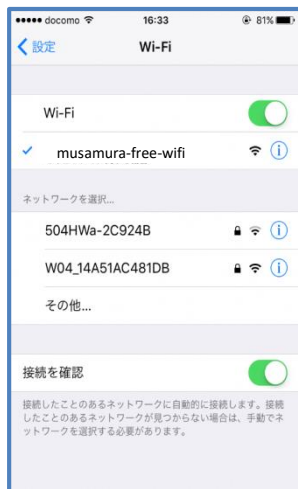 docomo 16:33 81%
設定 Wi-Fi
Wi-Fi
musamura-free-wifi
ネットワークを選択...
504HWa-2C924B
W04_14A51AC481DB
その他...
接続を確認
接続したことのあるネットワークに自動的に接続します。接続
したことのあるネットワークが見つからない場合は、手動でネ
ットワークを選択する必要があります。